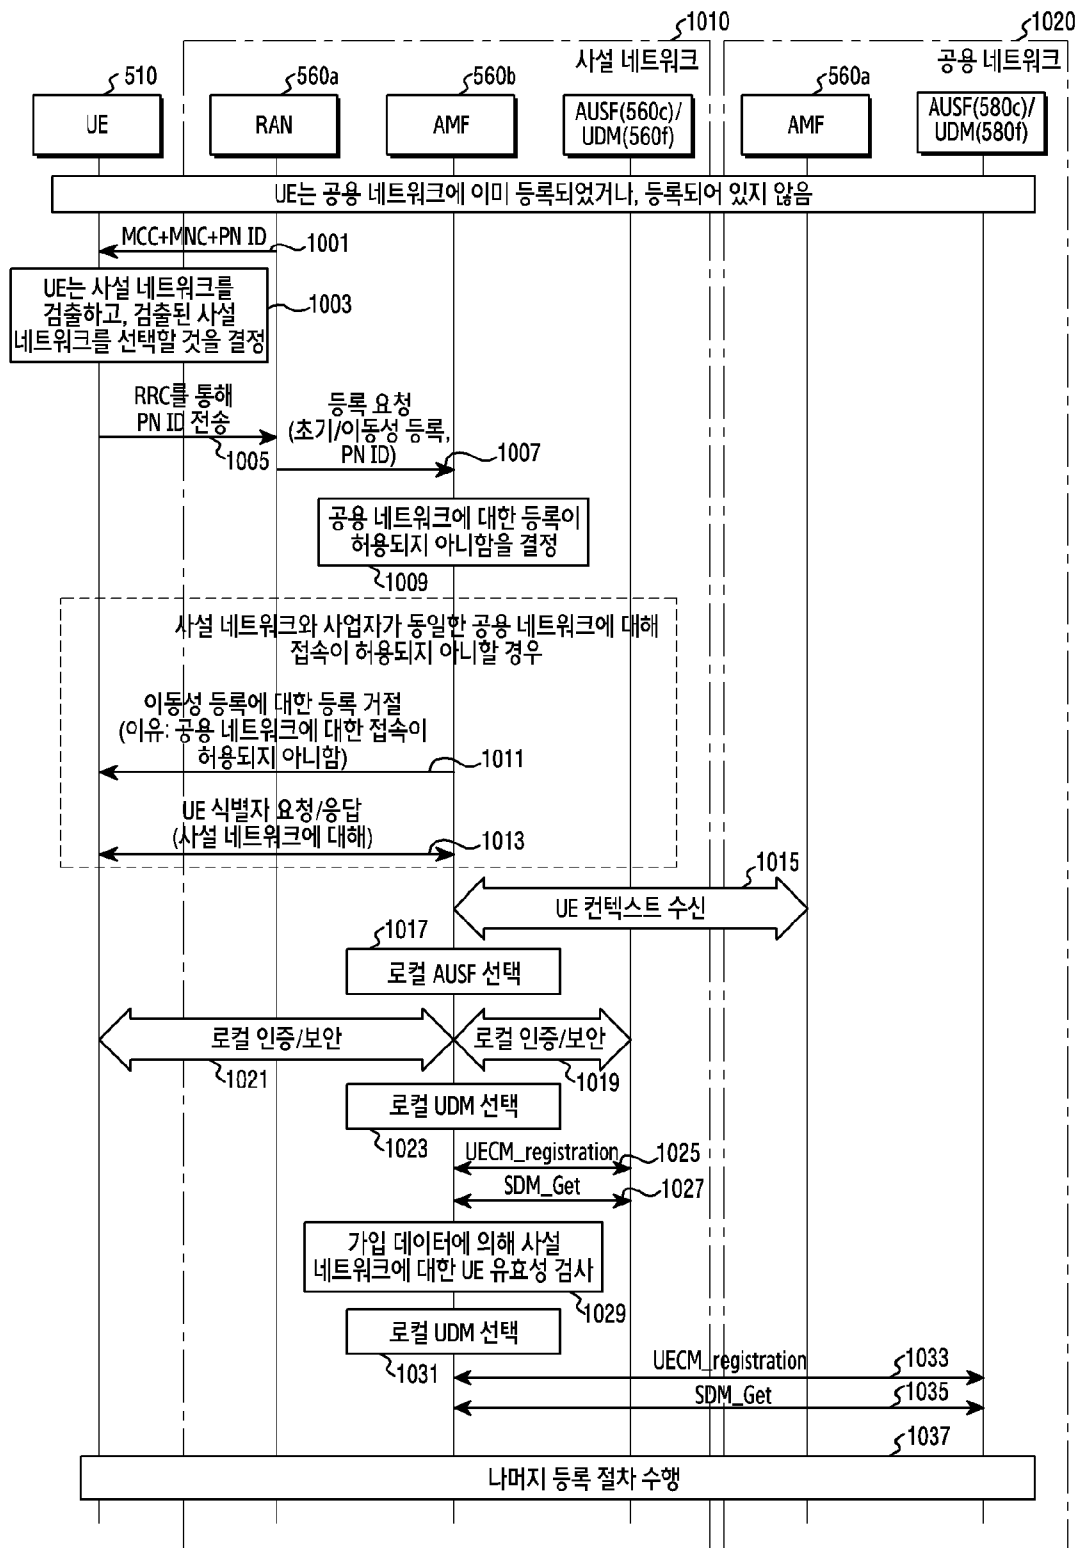 1010
1020
사설 네트워크
공용 네트워크
510
560a
560b
560a
UE
RAN
AMF
AUSF(560c)/
UDM(560f)
AMF
AUSF(580c)/
UDM(580f)
UE는 공용 네트워크에 이미 등록되었거나, 등록되어 있지 않음
MCC+MNC+PN ID
1001
UE는 사설 네트워크를
검출하고, 검출된 사설
네트워크를 선택할 것을 결정
1003
RRC를 통해
PN ID 전송
1005
등록 요청
(초기/이동성 등록,
PN ID)
1007
공용 네트워크에 대한 등록이
허용되지 아니함을 결정
1009
사설 네트워크와 사업자가 동일한 공용 네트워크에 대해
접속이 허용되지 아니할 경우
이동성 등록에 대한 등록 거절
(이유: 공용 네트워크에 대한 접속이
허용되지 아니함)
1011
UE 식별자 요청/응답
(사설 네트워크에 대해)
1013
1015
UE 컨텍스트 수신
1017
로컬 AUSF 선택
로컬 인증/보안
로컬 인증/보안
1021
1019
로컬 UDM 선택
1023
UECM_registration
1025
SDM_Get
1027
가입 데이터에 의해 사설
네트워크에 대한 UE 유효성 검사
1029
로컬 UDM 선택
1031
UECM_registration
1033
SDM_Get
1035
1037
나머지 등록 절차 수행